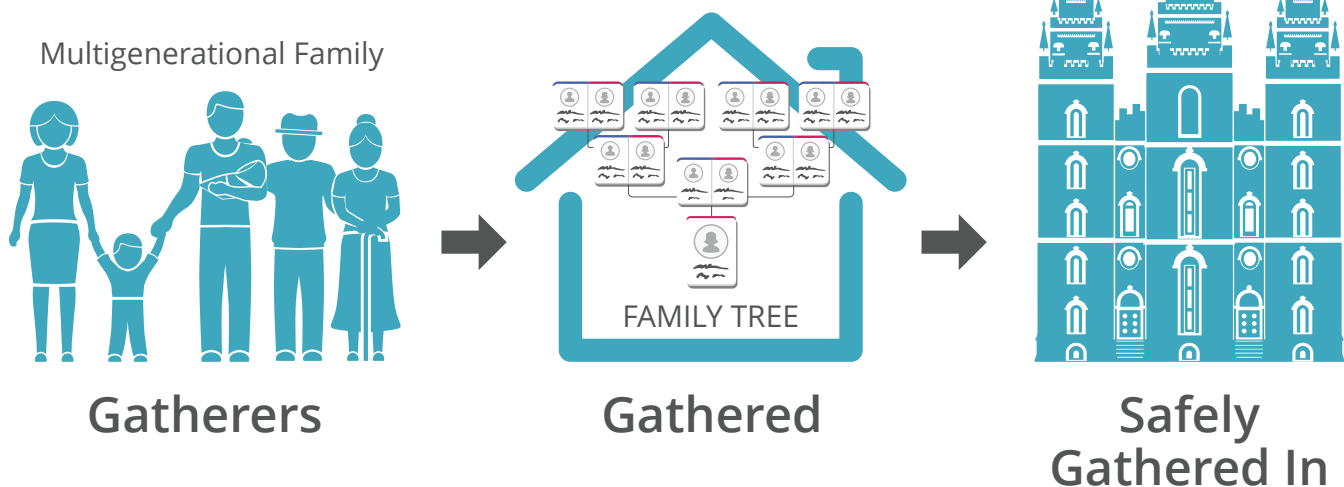 Multigenerational Family
FAMILY TREE
Gatherers
Gathered
Safely
Gathered In